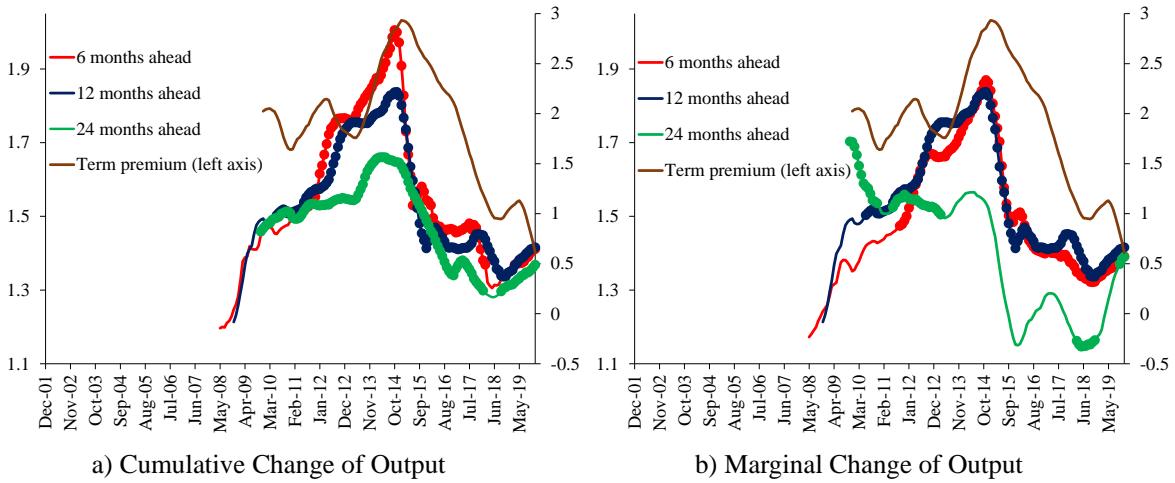 6 months ahead
12 months ahead
24 months ahead
Term premium (left axis)
1.9
1.7
1.5
1.3
1.1
3
2.5
2
1.5
1
0.5
0
-0.5
Dec-01
Nov-02
Oct-03
Sep-04
Aug-05
Jul-06
Jun-07
May-08
Apr-09
Mar-10
Feb-11
Jan-12
Dec-12
Nov-13
Oct-14
Sep-15
Aug-16
Jul-17
Jun-18
May-19
a) Cumulative Change of Output
6 months ahead
12 months ahead
24 months ahead
Term premium (left axis)
1.9
1.7
1.5
1.3
1.1
3
2.5
2
1.5
1
0.5
0
-0.5
Dec-01
Nov-02
Oct-03
Sep-04
Aug-05
Jul-06
Jun-07
May-08
Apr-09
Mar-10
Feb-11
Jan-12
Dec-12
Nov-13
Oct-14
Sep-15
Aug-16
Jul-17
Jun-18
May-19
b) Marginal Change of Output